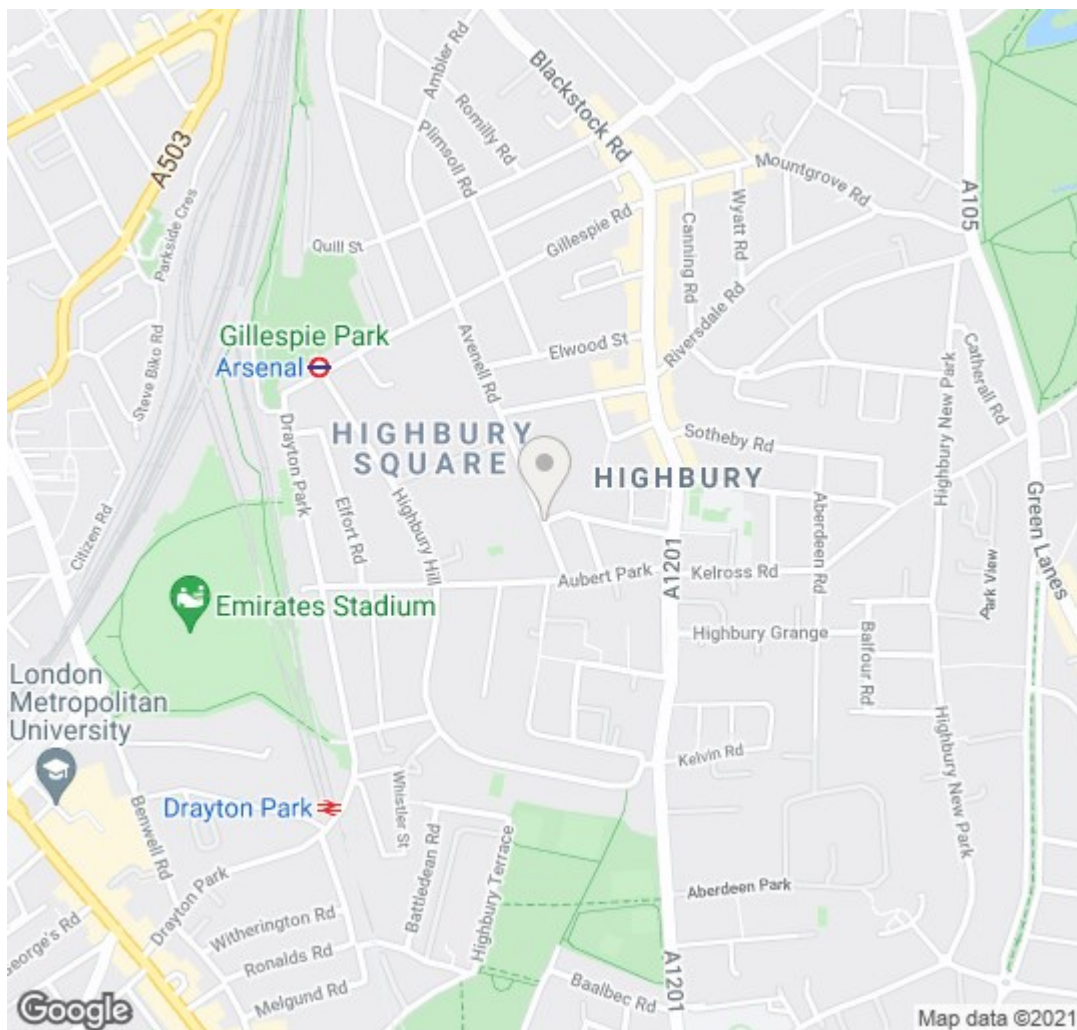 Ambler Rd
Blackstock Rd
Romilly Rd
Plimsoll Rd
A503
Mountgrove Rd
A105
Parkside Cres
Quill St
Gillespie Rd
Canning Rd
Wyatt Rd
Riversdale Rd
Gillespie Park
Arsenal
Avenell Rd
Elwood St
Steve Biko Rd
Catherall Rd
Highbury New Park
Drayton Park
HIGHBURY
SQUARE
Sotheby Rd
HIGHBURY
Citizen Rd
Elfort Rd
Highbury Hill
Aberdeen Rd
Green Lanes
Park View
Aubert Park
A1201
Kelross Rd
Emirates Stadium
Highbury Grange
Balfour Rd
London
Metropolitan
University
Highbury New Park
Kelvin Rd
Whistler St
Drayton Park
Benwell Rd
Battledean Rd
Highbury Terrace
Aberdeen Park
Drayton Park
Witherington Rd
George's Rd
Ronalds Rd
A1201
Melgund Rd
Baalbec Rd
Google
Map data ©2021